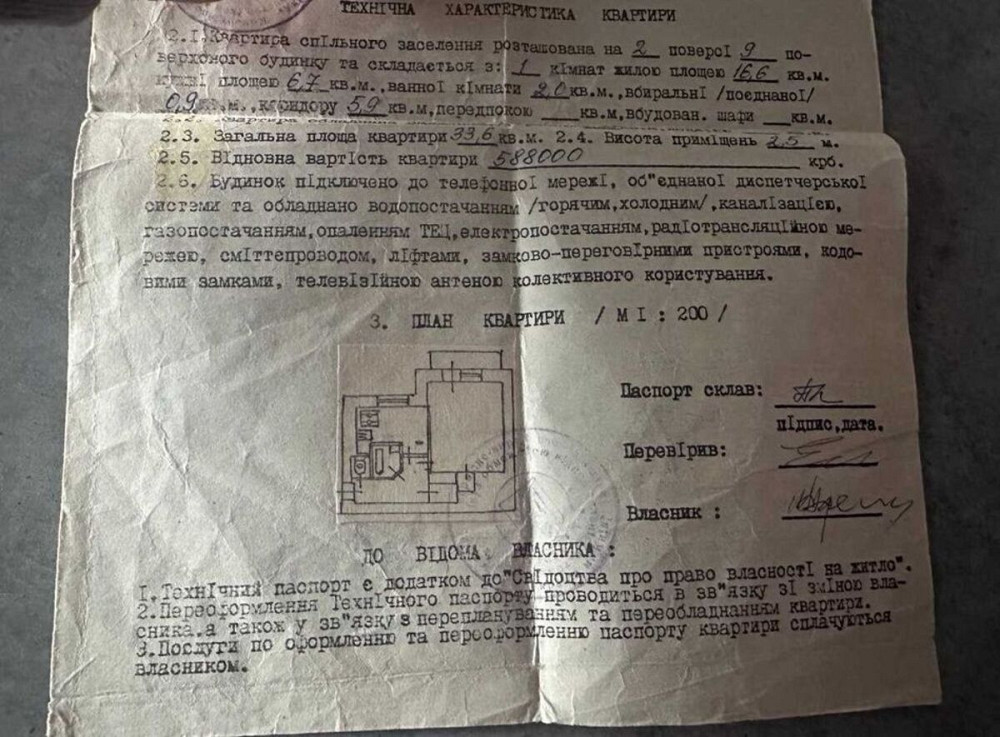 ТЕХНІЧНА ХАРАКТЕРИСТИКА КВАРТИРИ
2.І.Квартира спільного заселення розташована на 2 поверсі 9 по-
верхового будинку та складається з: 1 кімнат жилою площею 16,6 кв.м.
кухні площею 6,7 кв.м.,ванної кімнати 2,0 кв.м.,вбиральні /поєднаної/
0,9 кв.м.,коридору 5,9 кв.м,передпокою кв.м,вбудован. шафи кв.м.
2.3. Загальна площа квартири 33,6 кв.м. 2.4. Висота приміщень 2,5 м.
2.5. Відновна вартість квартири 588000 крб.
2.6. Будинок підключено до телефонної мережі, об"єднаної диспетчерської
системи та обладнано водопостачанням /горячим,холодним/,каналізацією,
газопостачанням,опаленням ТЕЦ,електропостачанням,радіотрансляційною ме-
режею, сміттепроводом, ліфтами, замково-переговірними пристроями, кодо-
вими замками, телевізійною антеною колективного користування.
3. ПЛАН КВАРТИРИ / М І : 200 /
Паспорт склав:
підпис,дата.
Перевірив:
Власник :
ДО ВІДОМА ВЛАСНИКА :
І.Технічний паспорт є додатком до"Свідоцтва про право власності на житло".
2.Переоформлення Технічного паспорту проводиться в зв"язку зі зміною вла-
сника.а також у зв"язку з переплануванням та переобладнанням квартири.
3.Послуги по оформленню та переоформленню паспорту квартири сплачуються
власником.